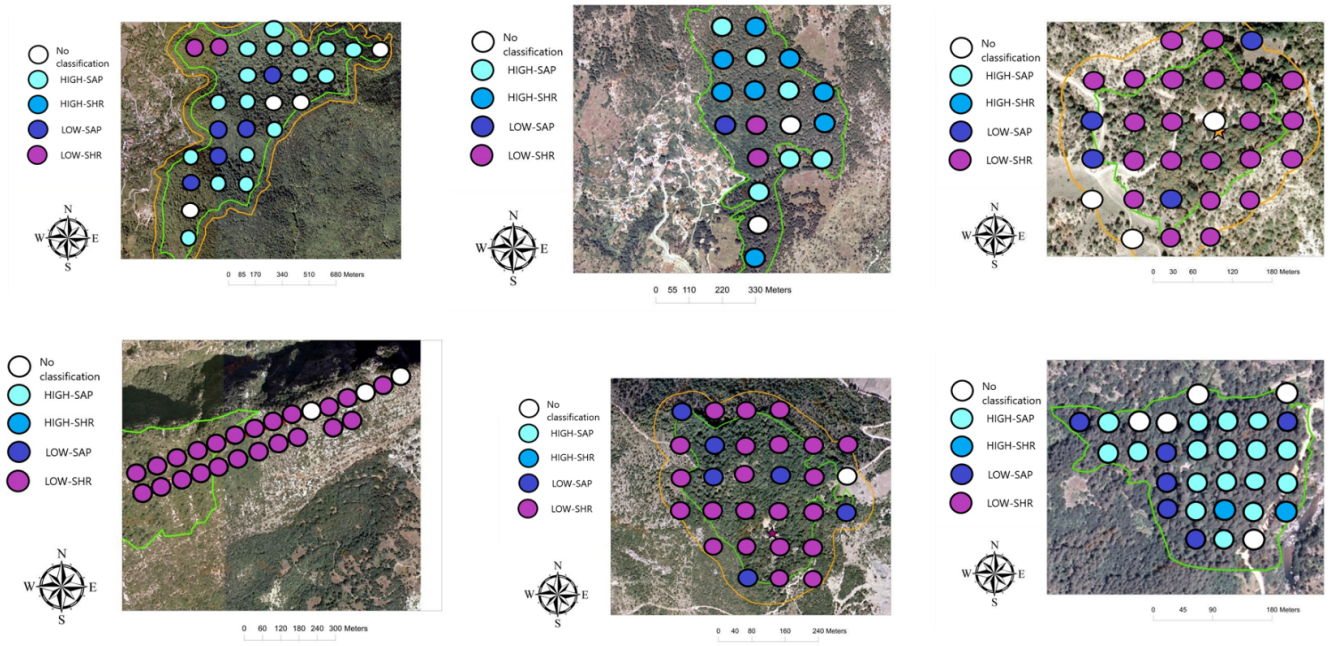 No
classification
HIGH-SAP
HIGH-SHR
LOW-SAP
LOW-SHR
N
W E
S
0 85 170 340 510 680 Meters
No
classification
HIGH-SAP
HIGH-SHR
LOW-SAP
LOW-SHR
N
W E
S
0 55 110 220 330 Meters
No
classification
HIGH-SAP
HIGH-SHR
LOW-SAP
LOW-SHR
N
W E
S
0 30 60 120 180 Meters
No
classification
HIGH-SAP
HIGH-SHR
LOW-SAP
LOW-SHR
N
W E
S
0 60 120 180 240 300 Meters
No
classification
HIGH-SAP
HIGH-SHR
LOW-SAP
LOW-SHR
N
W E
S
0 40 80 160 240 Meters
No
classification
HIGH-SAP
HIGH-SHR
LOW-SAP
LOW-SHR
N
W E
S
0 45 90 180 Meters